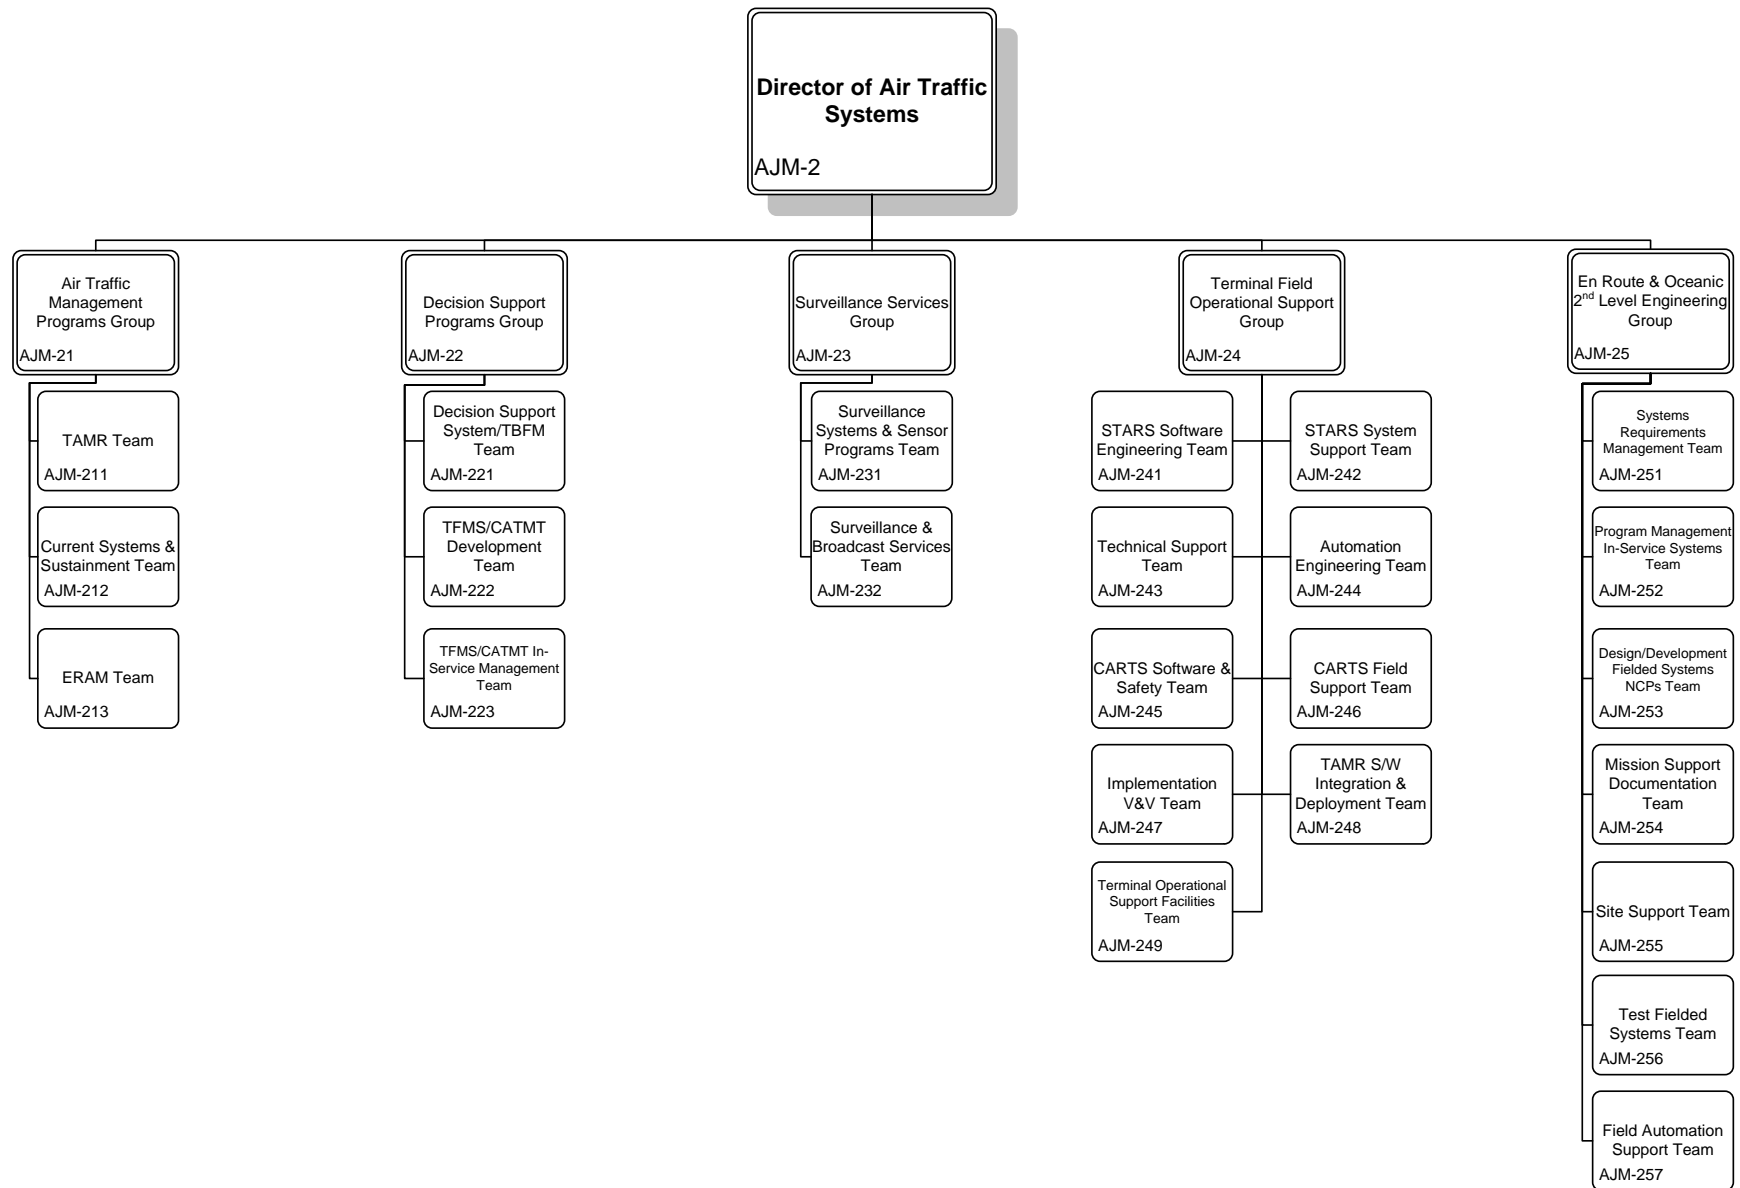 Director of Air Traffic
Systems
AJM-2
Air Traffic
Management
Programs Group
AJM-21
Decision Support
Programs Group
AJM-22
Surveillance Services
Group
AJM-23
Terminal Field
Operational Support
Group
AJM-24
En Route & Oceanic
2nd Level Engineering
Group
AJM-25
TAMR Team
AJM-211
Current Systems &
Sustainment Team
AJM-212
ERAM Team
AJM-213
Decision Support
System/TBFM
Team
AJM-221
TFMS/CATMT
Development
Team
AJM-222
TFMS/CATMT In-
Service Management
Team
AJM-223
Surveillance
Systems & Sensor
Programs Team
AJM-231
Surveillance &
Broadcast Services
Team
AJM-232
STARS Software
Engineering Team
AJM-241
STARS System
Support Team
AJM-242
Technical Support
Team
AJM-243
Automation
Engineering Team
AJM-244
CARTS Software &
Safety Team
AJM-245
CARTS Field
Support Team
AJM-246
Implementation
V&V Team
AJM-247
TAMR S/W
Integration &
Deployment Team
AJM-248
Terminal Operational
Support Facilities
Team
AJM-249
Systems
Requirements
Management Team
AJM-251
Program Management
In-Service Systems
Team
AJM-252
Design/Development
Fielded Systems
NCPs Team
AJM-253
Mission Support
Documentation
Team
AJM-254
Site Support Team
AJM-255
Test Fielded
Systems Team
AJM-256
Field Automation
Support Team
AJM-257